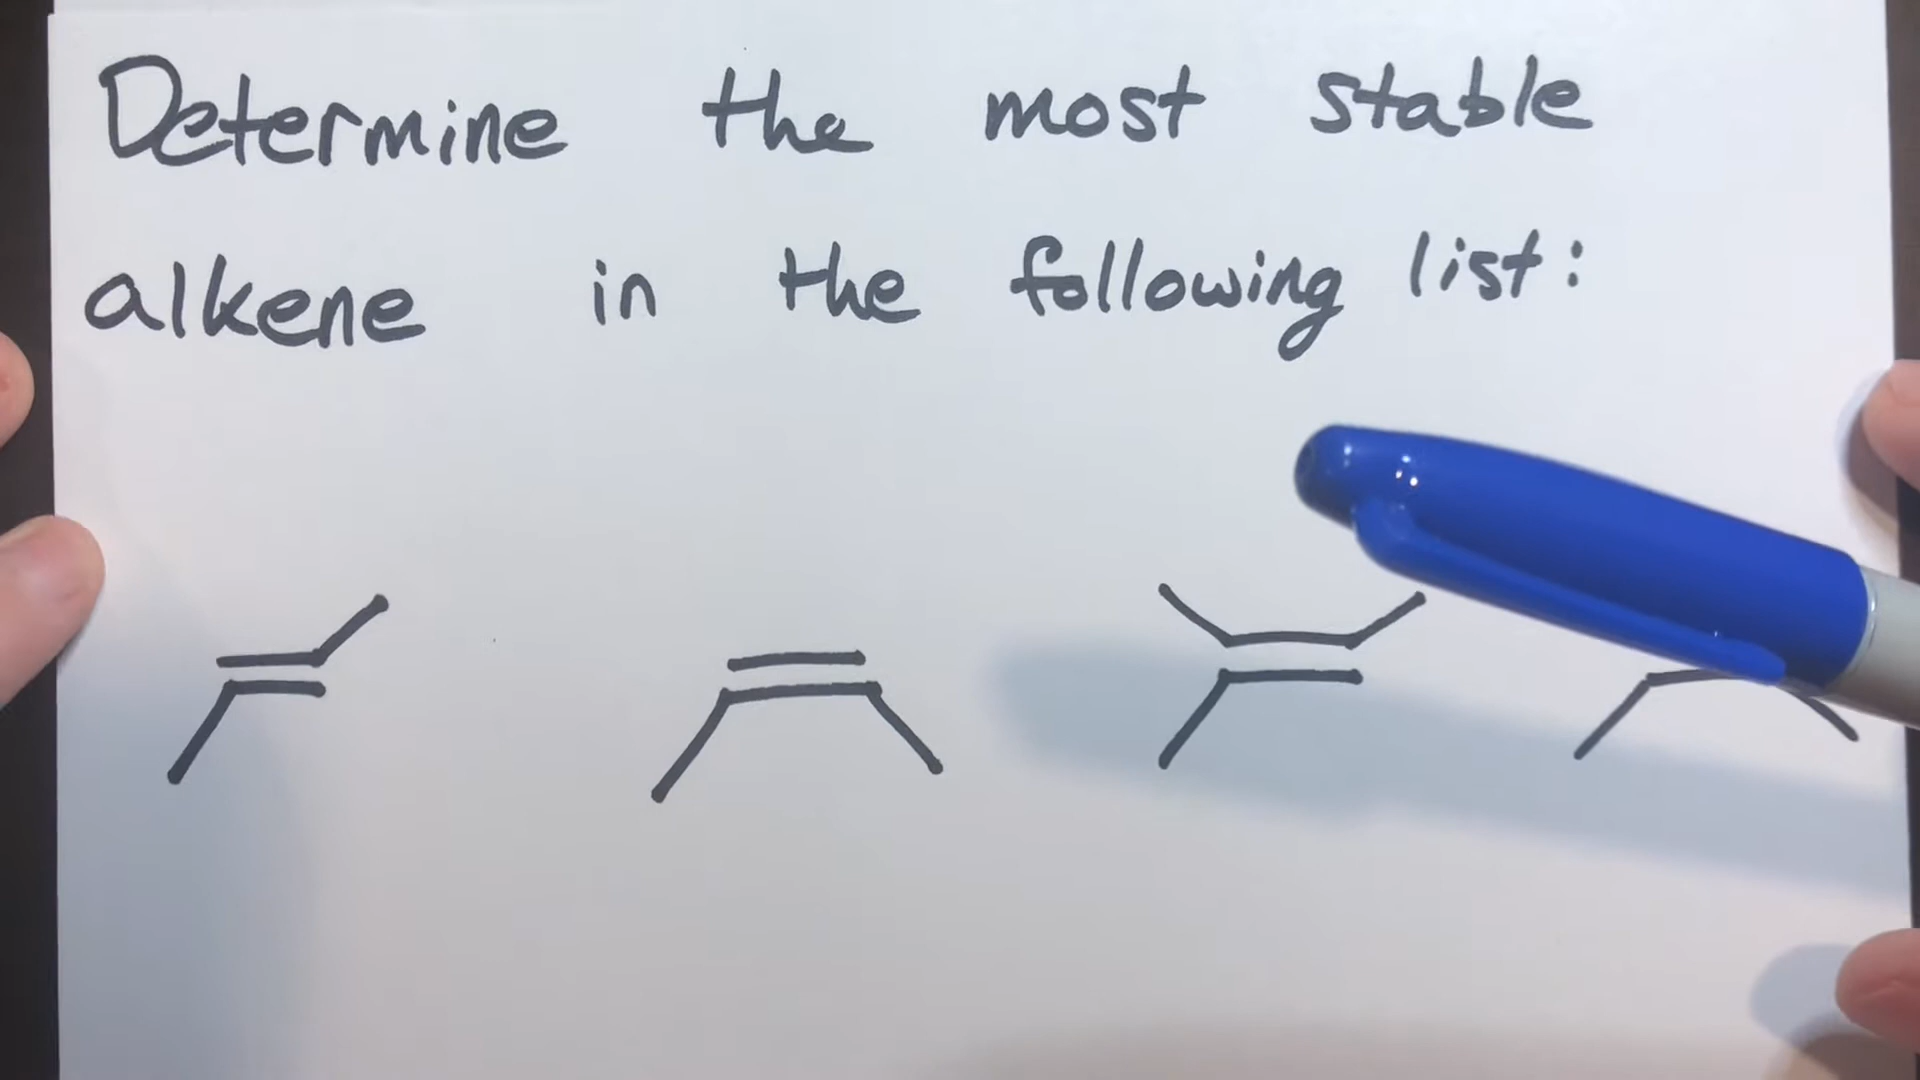 Determine the most stable
alkene in the following list: